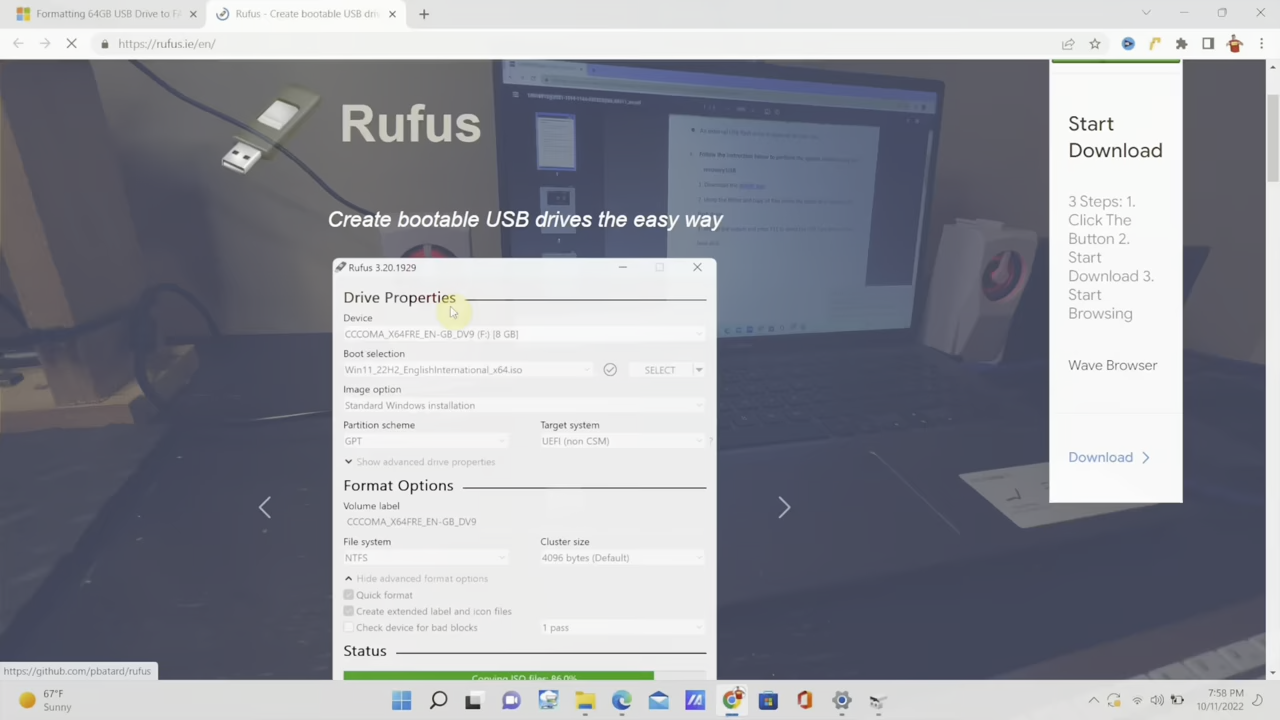 Formatting 64GB USB Drive to FA
Rufus - Create bootable USB driv
https://rufus.ie/en/
Rufus
Create bootable USB drives the easy way
Rufus 3.20.1929
Drive Properties
Device
CCCOMA_X64FRE_EN-GB_DV9 (F:) [8 GB]
Boot selection
Win11_22H2_EnglishInternational_x64.iso
SELECT
Image option
Standard Windows installation
Partition scheme
Target system
GPT
UEFI (non CSM)
?
Show advanced drive properties
Format Options
Volume label
CCCOMA_X64FRE_EN-GB_DV9
File system
Cluster size
NTFS
4096 bytes (Default)
Hide advanced format options
Quick format
Create extended label and icon files
Check device for bad blocks
1 pass
Status
Copying ISO files: 86.0%
Start
Download
3 Steps: 1.
Click The
Button 2.
Start
Download 3.
Start
Browsing
Wave Browser
Download
https://github.com/pbatard/rufus
67°F
Sunny
7:58 PM
10/11/2022